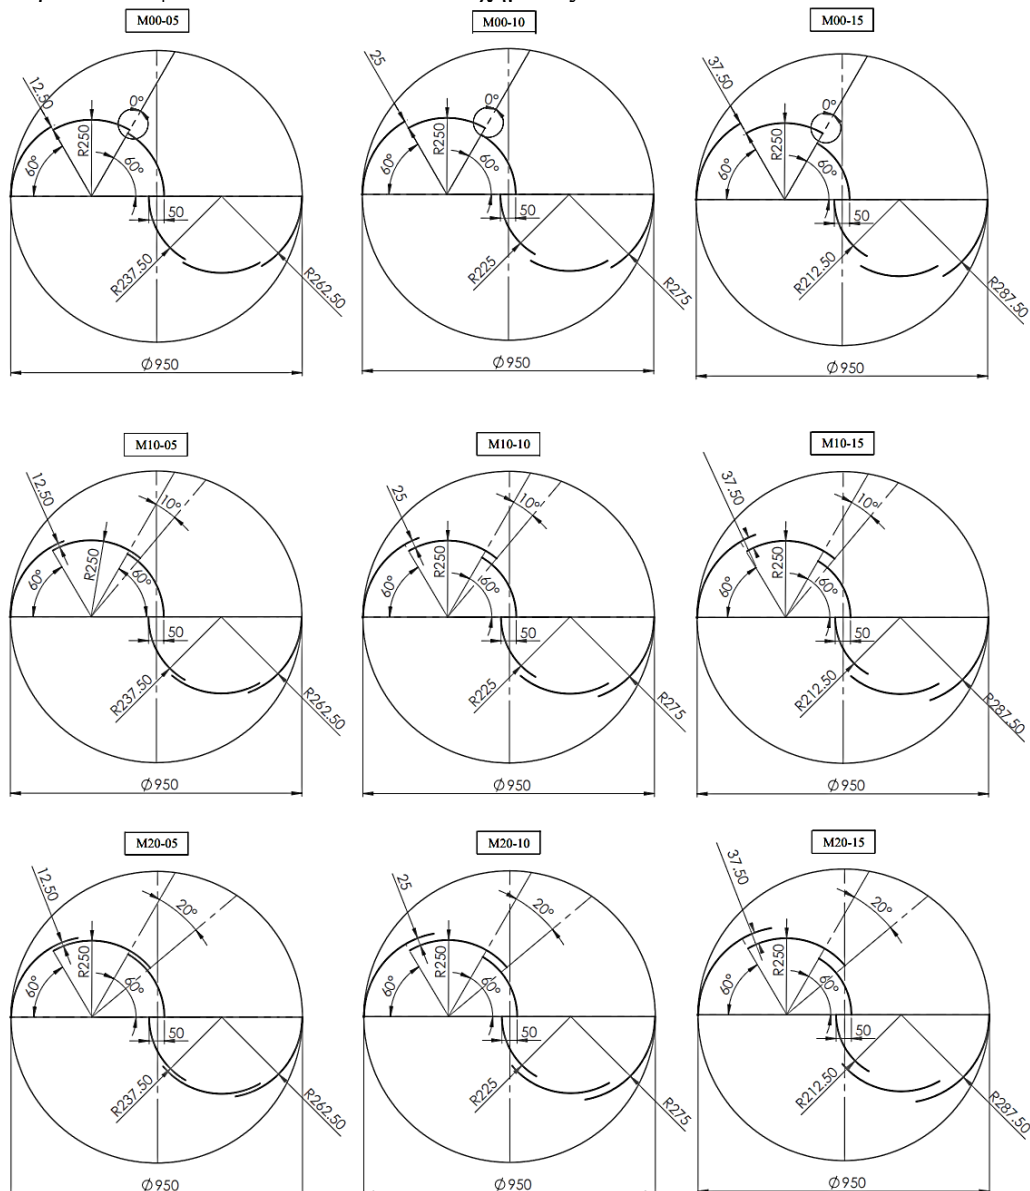 M00-05
12.50
0°
R250
60°
60°
50
R237.50
R262.50
Ø950
M00-10
25
0°
R250
60°
60°
50
R225
R275
Ø950
M00-15
37.50
0°
R250
60°
60°
50
R212.50
R287.50
Ø950
M10-05
12.50
10°
R250
60°
60°
50
R237.50
R262.50
Ø950
M10-10
25
10°
R250
60°
60°
50
R225
R275
Ø950
M10-15
37.50
10°
R250
60°
60°
50
R212.50
R287.50
Ø950
M20-05
12.50
20°
R250
60°
60°
50
R237.50
R262.50
Ø950
M20-10
25
20°
R250
60°
60°
50
R225
R275
Ø950
M20-15
37.50
20°
R250
60°
60°
50
R212.50
R287.50
Ø950